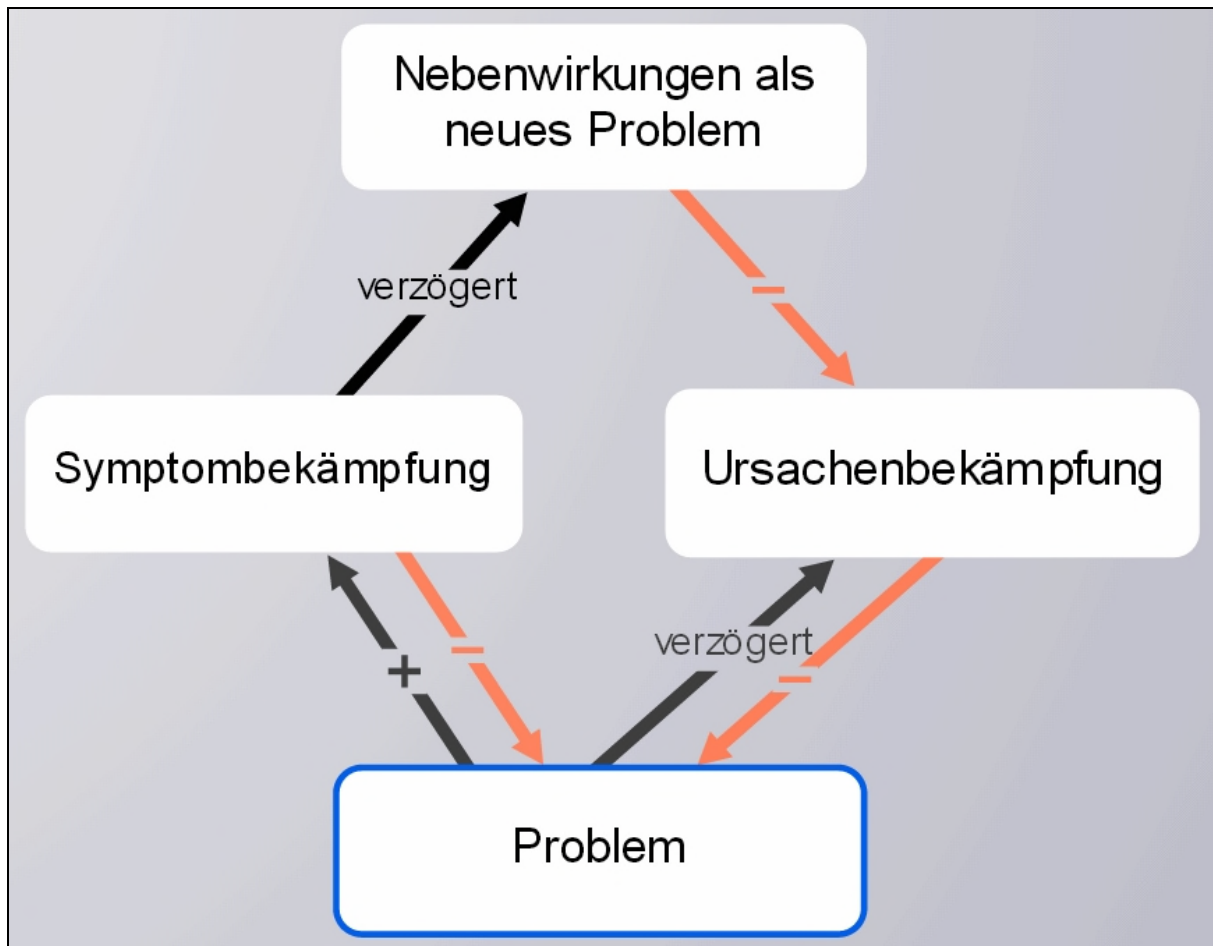 Nebenwirkungen als
neues Problem
verzögert
–
Symptombekämpfung
Ursachenbekämpfung
verzögert
–
+
–
Problem